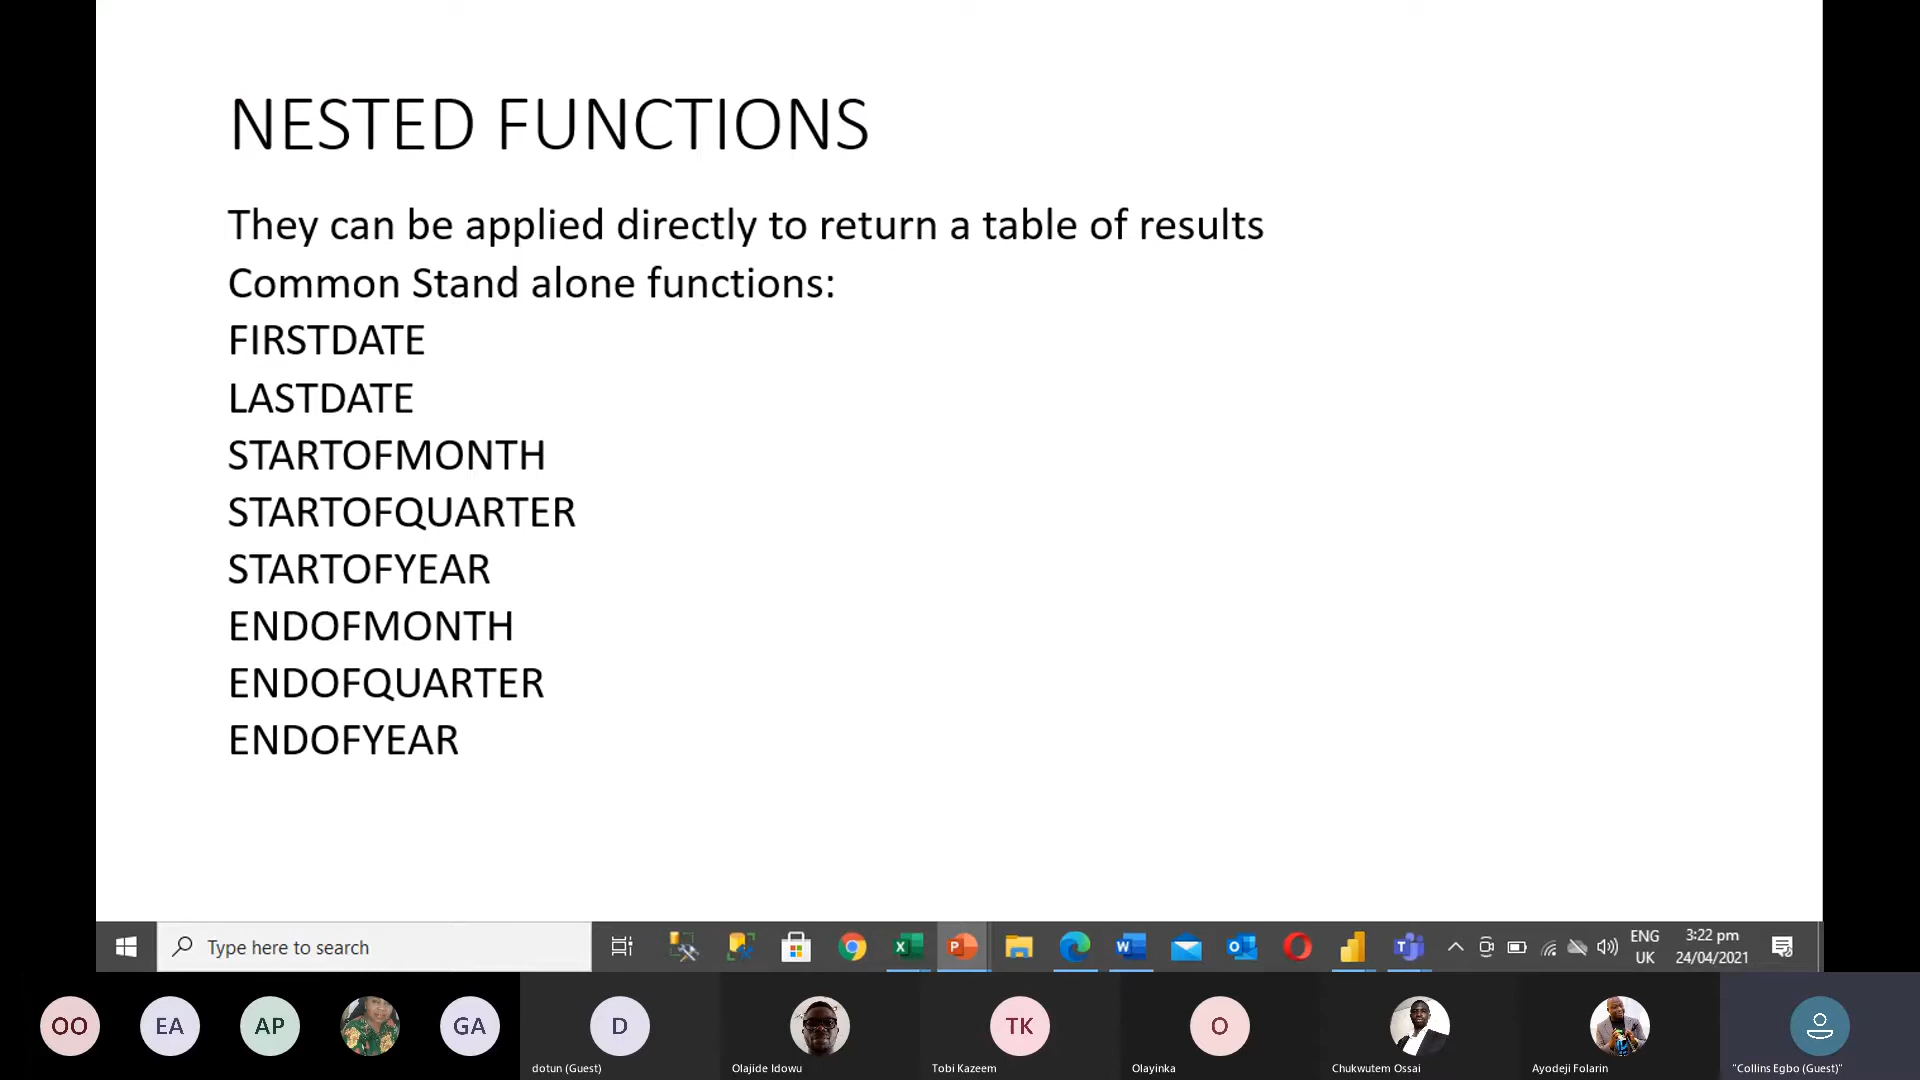 NESTED FUNCTIONS
They can be applied directly to return a table of results
Common Stand alone functions:
FIRSTDATE
LASTDATE
STARTOFMONTH
STARTOFQUARTER
STARTOFYEAR
ENDOFMONTH
ENDOFQUARTER
ENDOFYEAR
Type here to search
ENG
UK
3:22 pm
24/04/2021
OO
EA
AP
GA
D
TK
O
dotun (Guest)
Olajide Idowu
Tobi Kazeem
Olayinka
Chukwutem Ossai
Ayodeji Folarin
"Collins Egbo (Guest)"